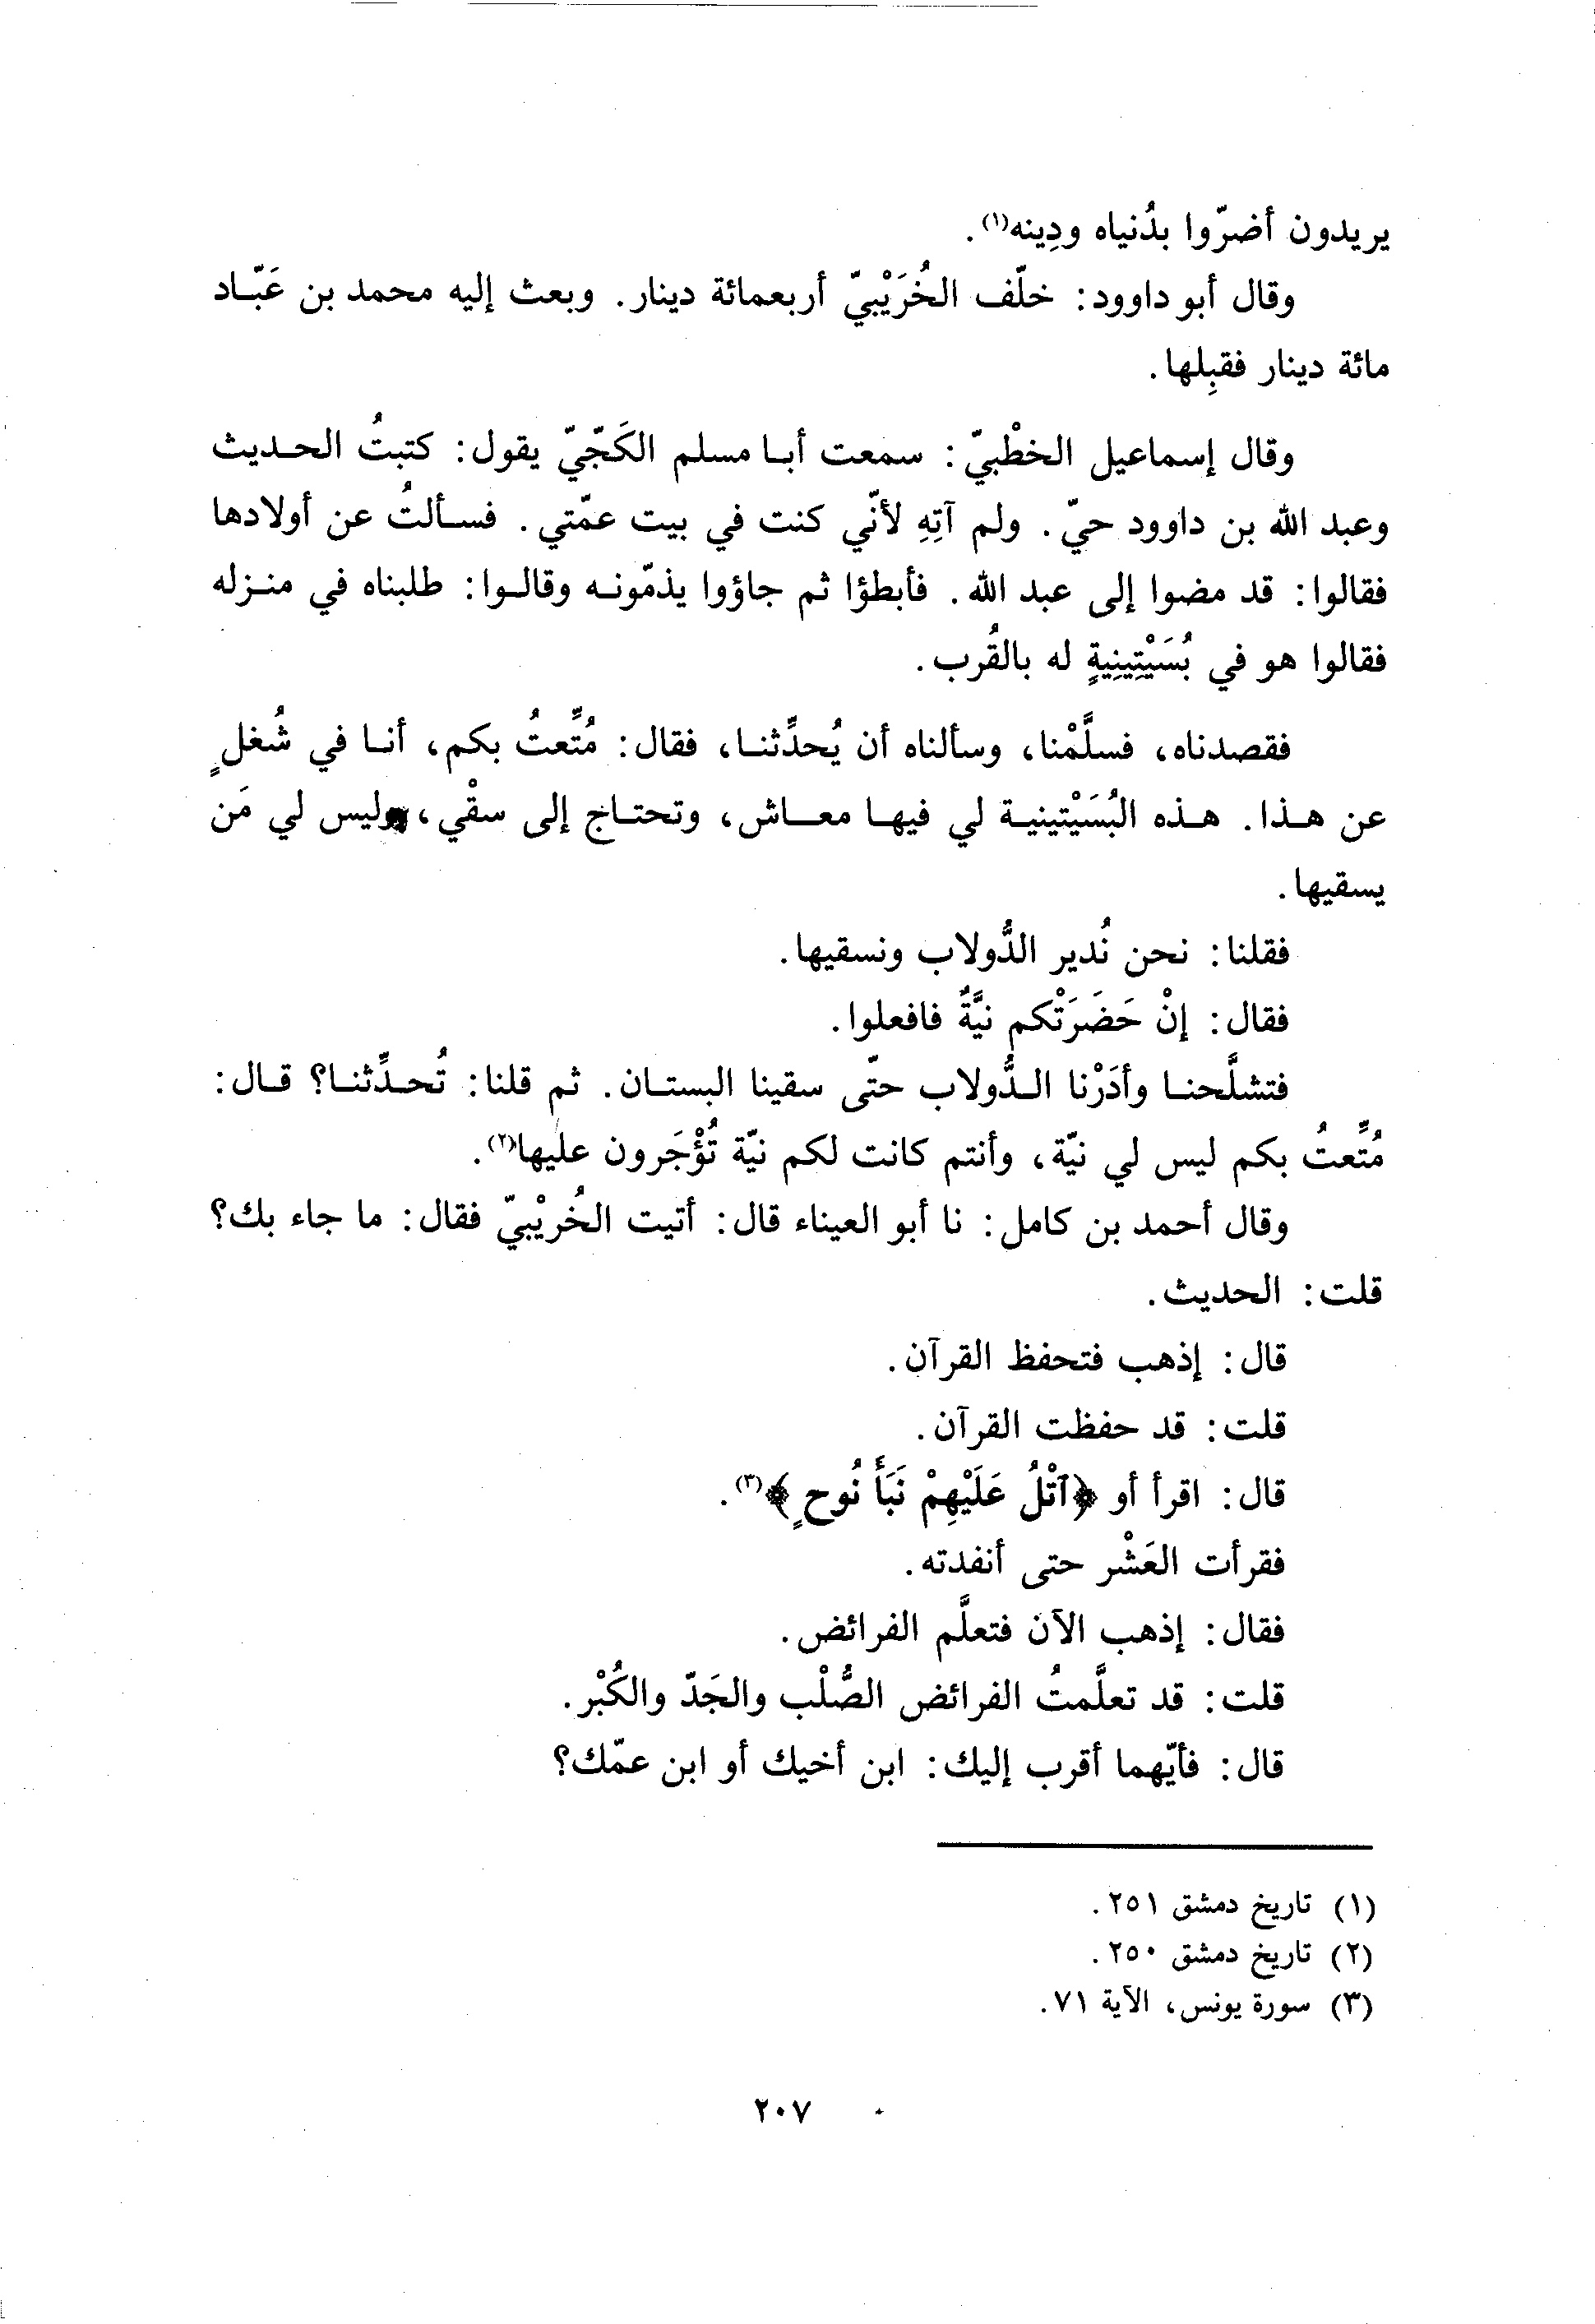 يريدون أضرّوا بدُنياه ودِينه(١).
وقال أبو داوود: خلّف الخُرَيْبيّ أربعمائة دينار. وبعث إليه محمد بن عَبّاد
مائة دينار فقبِلها.
وقال إسماعيل الخطْبيّ: سمعت أبا مسلم الكَجّيّ يقول: كتبتُ الحديث
وعبد الله بن داوود حيّ. ولم آتِهِ لأنّي كنت في بيت عمّتي. فسألتُ عن أولادها
فقالوا: قد مضوا إلى عبد الله. فأبطؤا ثم جاؤوا يذمّونه وقالوا: طلبناه في منزله
فقالوا هو في بُسَيْتِينِيةٍ له بالقُرب.
فقصدناه، فسلَّمْنا، وسألناه أن يُحدِّثنا، فقال: مُتِّعتُ بكم، أنا في شُغلٍ
عن هذا. هذه البُسَيْتينية لي فيها معاش، وتحتاج إلى سقْي، وليس لي مَن
يسقيها.
فقلنا: نحن نُدير الدُّولاب ونسقيها.
فقال: إنْ حَضَرَتْكم نيَّةٌ فافعلوا.
فتشلَّحنا وأدَرْنا الدُّولاب حتّى سقينا البستان. ثم قلنا: تُحدِّثنا؟ قال:
مُتِّعتُ بكم ليس لي نيّة، وأنتم كانت لكم نيّة تُؤْجَرون عليها(٢).
وقال أحمد بن كامل: نا أبو العيناء قال: أتيت الخُريْبيّ فقال: ما جاء بك؟
قلت: الحديث.
قال: إذهب فتحفظ القرآن.
قلت: قد حفظت القرآن.
قال: اقرأ أو ﴿ٱتْلُ عَلَيْهِمْ نَبَأَ نُوحٍ﴾(٣).
فقرأت العَشْر حتى أنفدته.
فقال: إذهب الآن فتعلَّم الفرائض.
قلت: قد تعلَّمتُ الفرائض الصُّلْب والجَدّ والكُبْر.
قال: فأيّهما أقرب إليك: ابن أخيك أو ابن عمّك؟
(١) تاريخ دمشق ٢٥١.
(٢) تاريخ دمشق ٢٥٠.
(٣) سورة يونس، الآية ٧١.
٢٠٧